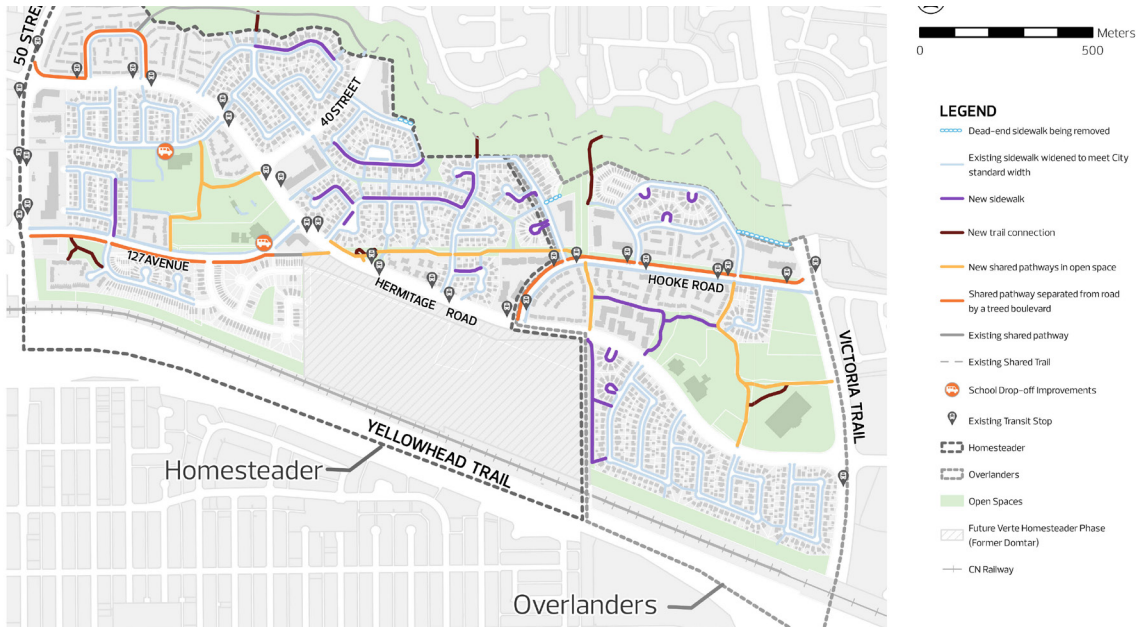 50 STREET
40 STREET
127 AVENUE
HERMITAGE ROAD
HOOKE ROAD
VICTORIA TRAIL
YELLOWHEAD TRAIL
Homesteader
Overlanders
Meters
0 500
LEGEND
Dead-end sidewalk being removed
Existing sidewalk widened to meet City
standard width
New sidewalk
New trail connection
New shared pathways in open space
Shared pathway separated from road
by a treed boulevard
Existing shared pathway
Existing Shared Trail
School Drop-off Improvements
Existing Transit Stop
Homesteader
Overlanders
Open Spaces
Future Verte Homesteader Phase
(Former Domtar)
CN Railway